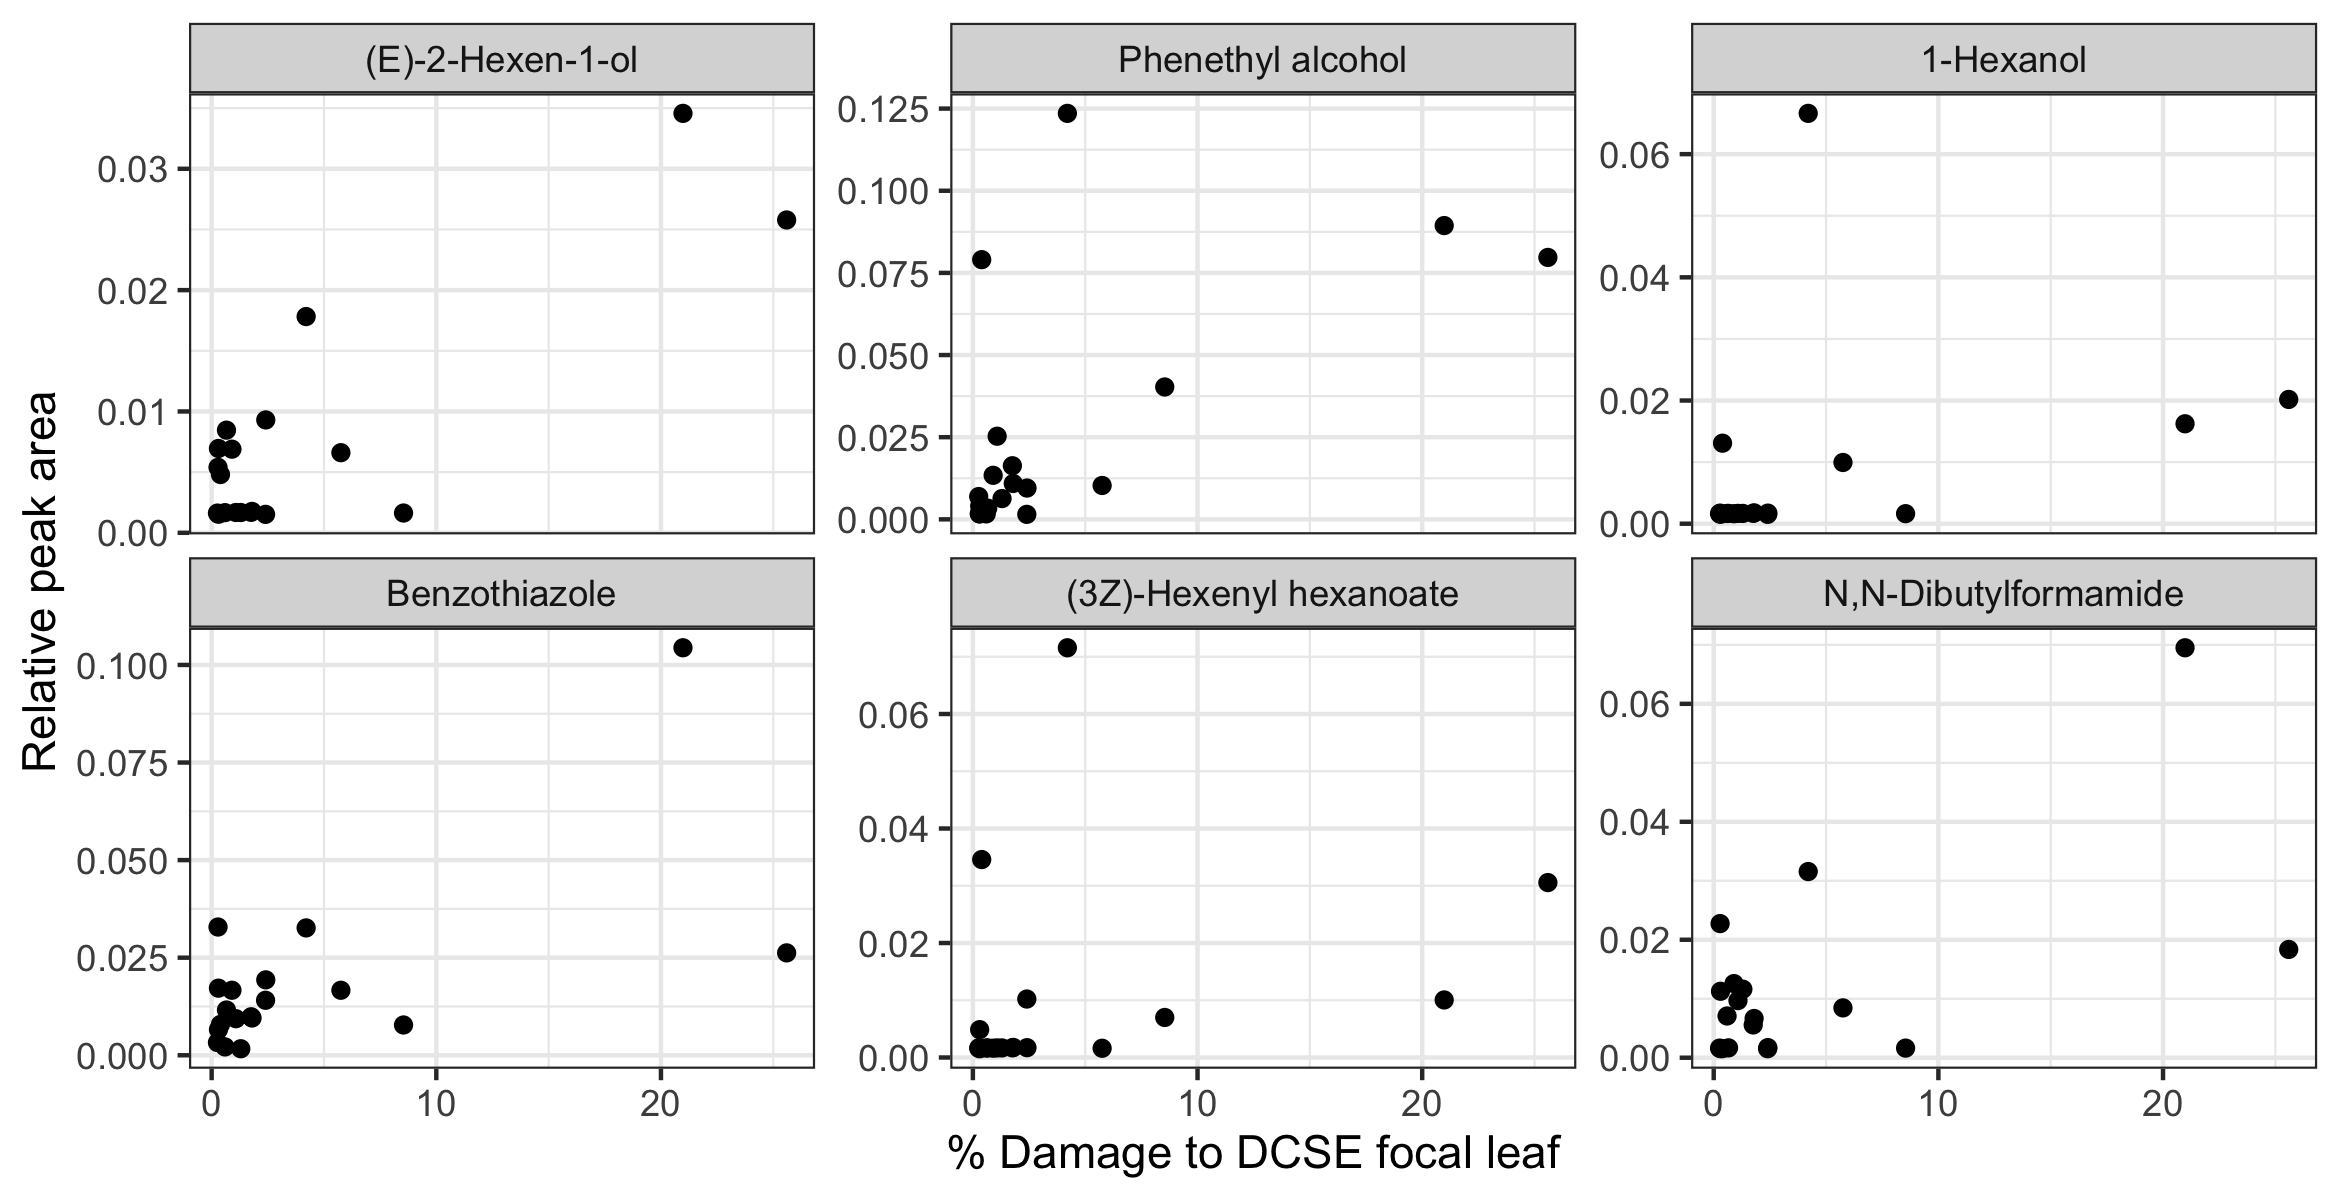 (E)-2-Hexen-1-ol
Phenethyl alcohol
1-Hexanol
0.03
0.02
0.01
0.00
0.125
0.100
0.075
0.050
0.025
0.000
0.06
0.04
0.02
0.00
Relative peak area
Benzothiazole
(3Z)-Hexenyl hexanoate
N,N-Dibutylformamide
0.100
0.075
0.050
0.025
0.000
0.06
0.04
0.02
0.00
0.06
0.04
0.02
0.00
0 10 20
0 10 20
0 10 20
% Damage to DCSE focal leaf